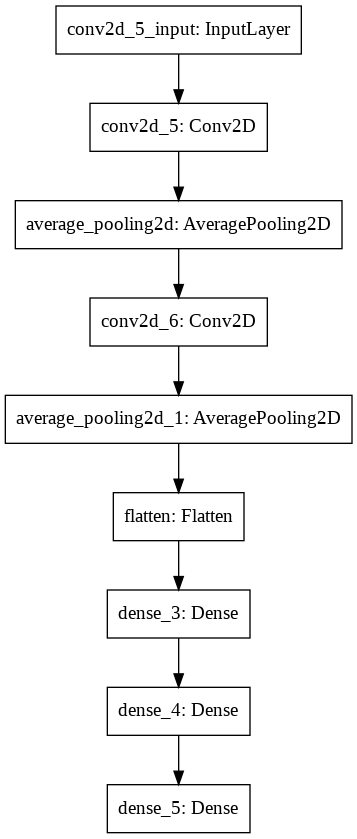 conv2d_5_input: InputLayer
conv2d_5: Conv2D
average_pooling2d: AveragePooling2D
conv2d_6: Conv2D
average_pooling2d_1: AveragePooling2D
flatten: Flatten
dense_3: Dense
dense_4: Dense
dense_5: Dense